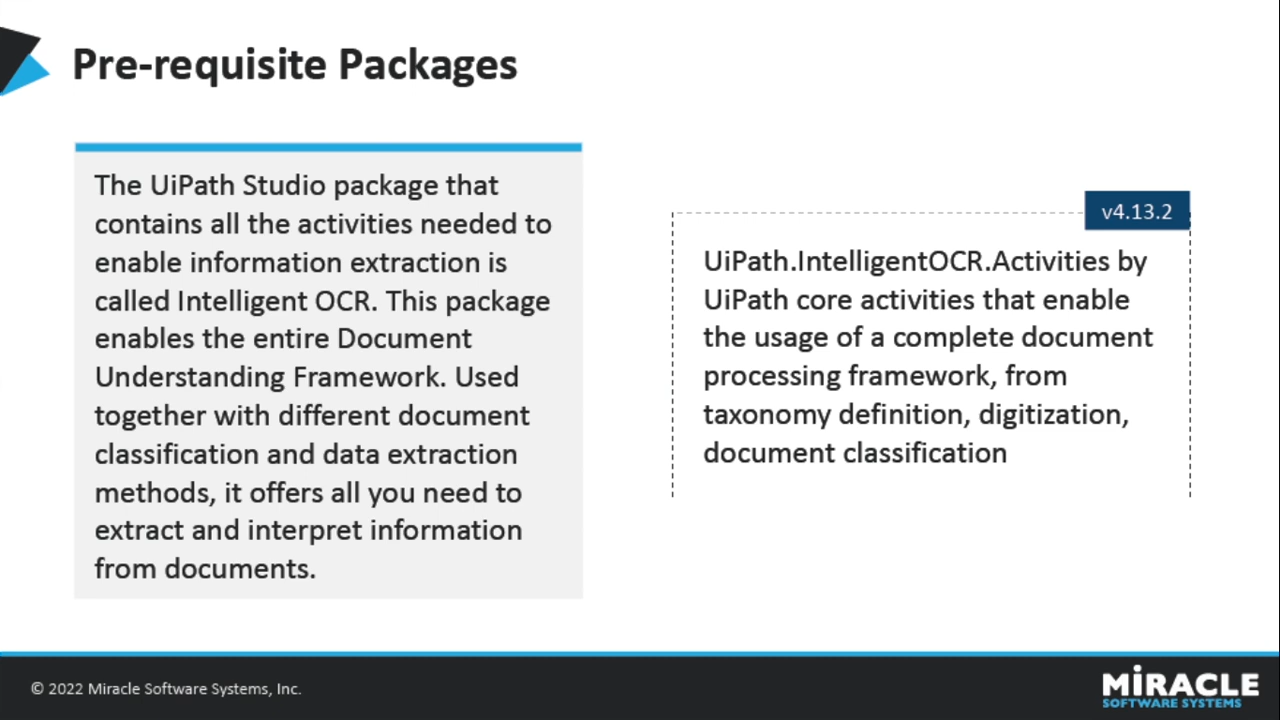 Pre-requisite Packages
The UiPath Studio package that
contains all the activities needed to
enable information extraction is
called Intelligent OCR. This package
enables the entire Document
Understanding Framework. Used
together with different document
classification and data extraction
methods, it offers all you need to
extract and interpret information
from documents.
v4.13.2
UiPath.IntelligentOCR.Activities by
UiPath core activities that enable
the usage of a complete document
processing framework, from
taxonomy definition, digitization,
document classification
© 2022 Miracle Software Systems, Inc.
MiRACLE
SOFTWARE SYSTEMS